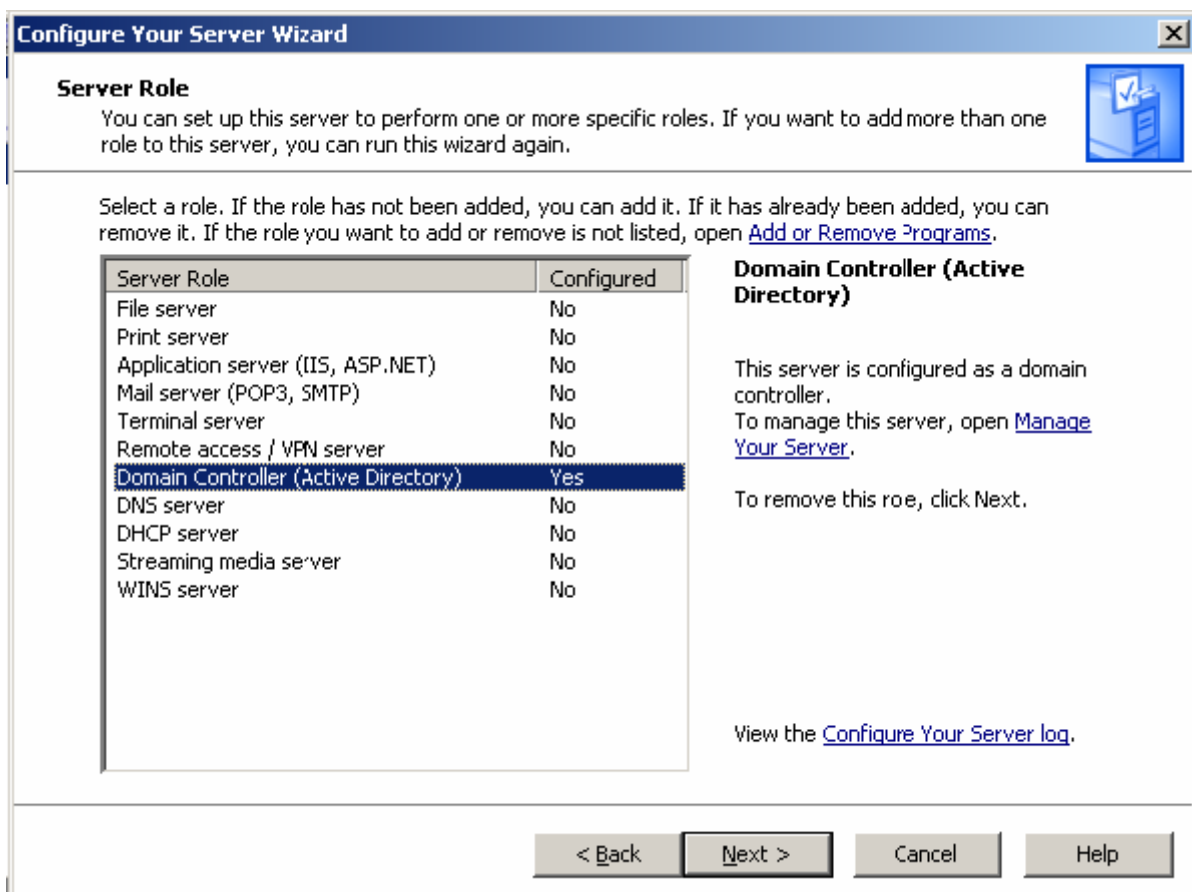 Configure Your Server Wizard
Server Role
You can set up this server to perform one or more specific roles. If you want to add more than one
role to this server, you can run this wizard again.
Select a role. If the role has not been added, you can add it. If it has already been added, you can
remove it. If the role you want to add or remove is not listed, open Add or Remove Programs.
Server Role Configured
File server No
Print server No
Application server (IIS, ASP.NET) No
Mail server (POP3, SMTP) No
Terminal server No
Remote access / VPN server No
Domain Controller (Active Directory) Yes
DNS server No
DHCP server No
Streaming media server No
WINS server No
Domain Controller (Active
Directory)
This server is configured as a domain
controller.
To manage this server, open Manage
Your Server.
To remove this roe, click Next.
View the Configure Your Server log.
< Back Next > Cancel Help